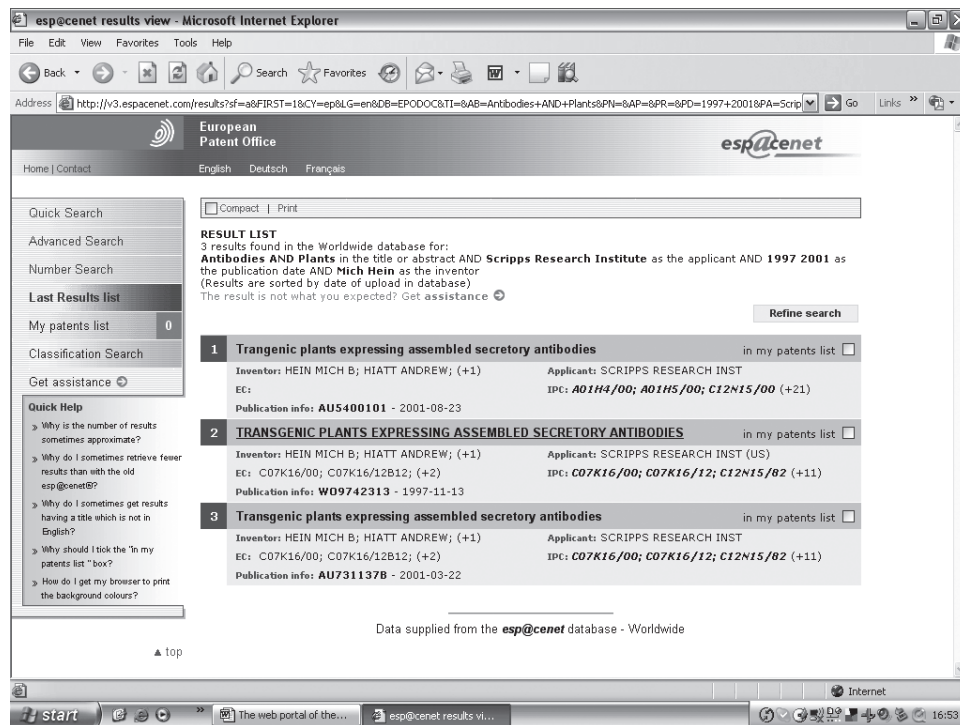 esp@cenet results view - Microsoft Internet Explorer
File Edit View Favorites Tools Help
Back Search Favorites
Address http://v3.espacenet.com/results?sf=a&FIRST=1&CY=ep&LG=en&DB=EPODOC&TI=&AB=Antibodies+AND+Plants&PN=&AP=&PR=&PD=1997+2001&PA=Scrip Go Links »
European
Patent Office
esp@cenet
Home | Contact English Deutsch Français
Quick Search
Advanced Search
Number Search
Last Results list
My patents list 0
Classification Search
Get assistance
Quick Help
» Why is the number of results
sometimes approximate?
» Why do I sometimes retrieve fewer
results than with the old
esp@cenet®?
» Why do I sometimes get results
having a title which is not in
English?
» Why should I tick the "in my
patents list" box?
» How do I get my browser to print
the background colours?
▲ top
Compact | Print
RESULT LIST
3 results found in the Worldwide database for:
Antibodies AND Plants in the title or abstract AND Scripps Research Institute as the applicant AND 1997 2001 as
the publication date AND Mich Hein as the inventor
(Results are sorted by date of upload in database)
The result is not what you expected? Get assistance
Refine search
1 Trangenic plants expressing assembled secretory antibodies in my patents list
Inventor: HEIN MICH B; HIATT ANDREW; (+1) Applicant: SCRIPPS RESEARCH INST
EC: IPC: A01H4/00; A01H5/00; C12N15/00 (+21)
Publication info: AU5400101 - 2001-08-23
2 TRANSGENIC PLANTS EXPRESSING ASSEMBLED SECRETORY ANTIBODIES in my patents list
Inventor: HEIN MICH B; HIATT ANDREW; (+1) Applicant: SCRIPPS RESEARCH INST (US)
EC: C07K16/00; C07K16/12B12; (+2) IPC: C07K16/00; C07K16/12; C12N15/82 (+11)
Publication info: WO9742313 - 1997-11-13
3 Transgenic plants expressing assembled secretory antibodies in my patents list
Inventor: HEIN MICH B; HIATT ANDREW; (+1) Applicant: SCRIPPS RESEARCH INST
EC: C07K16/00; C07K16/12B12; (+2) IPC: C07K16/00; C07K16/12; C12N15/82 (+11)
Publication info: AU731137B - 2001-03-22
Data supplied from the esp@cenet database - Worldwide
Internet
start » The web portal of the... esp@cenet results vi... 16:53